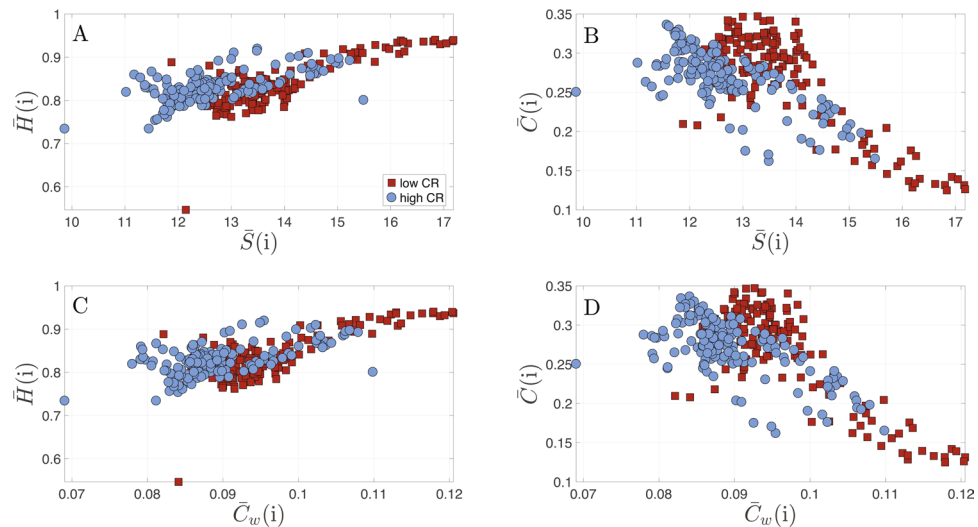 A
1
0.9
0.8
0.7
0.6
H̄(i)
low CR
high CR
10 11 12 13 14 15 16 17
S̄(i)
B
0.35
0.3
0.25
0.2
0.15
0.1
C̄(i)
10 11 12 13 14 15 16 17
S̄(i)
C
1
0.9
0.8
0.7
0.6
H̄(i)
0.07 0.08 0.09 0.1 0.11 0.12
C̄_w(i)
D
0.35
0.3
0.25
0.2
0.15
0.1
C̄(i)
0.07 0.08 0.09 0.1 0.11 0.12
C̄_w(i)